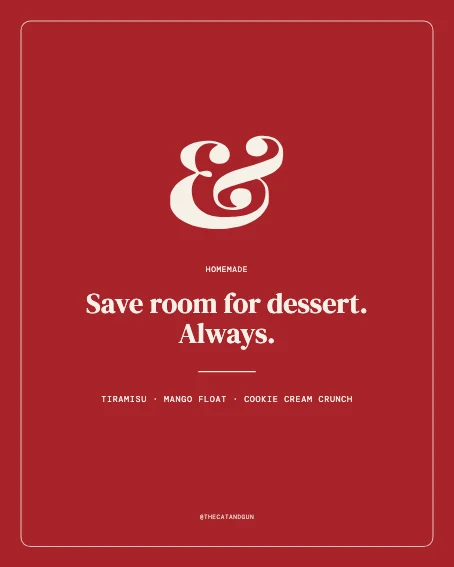 &
HOMEMADE
Save room for dessert.
Always.
TIRAMISU · MANGO FLOAT · COOKIE CREAM CRUNCH
@THECATANDGUN